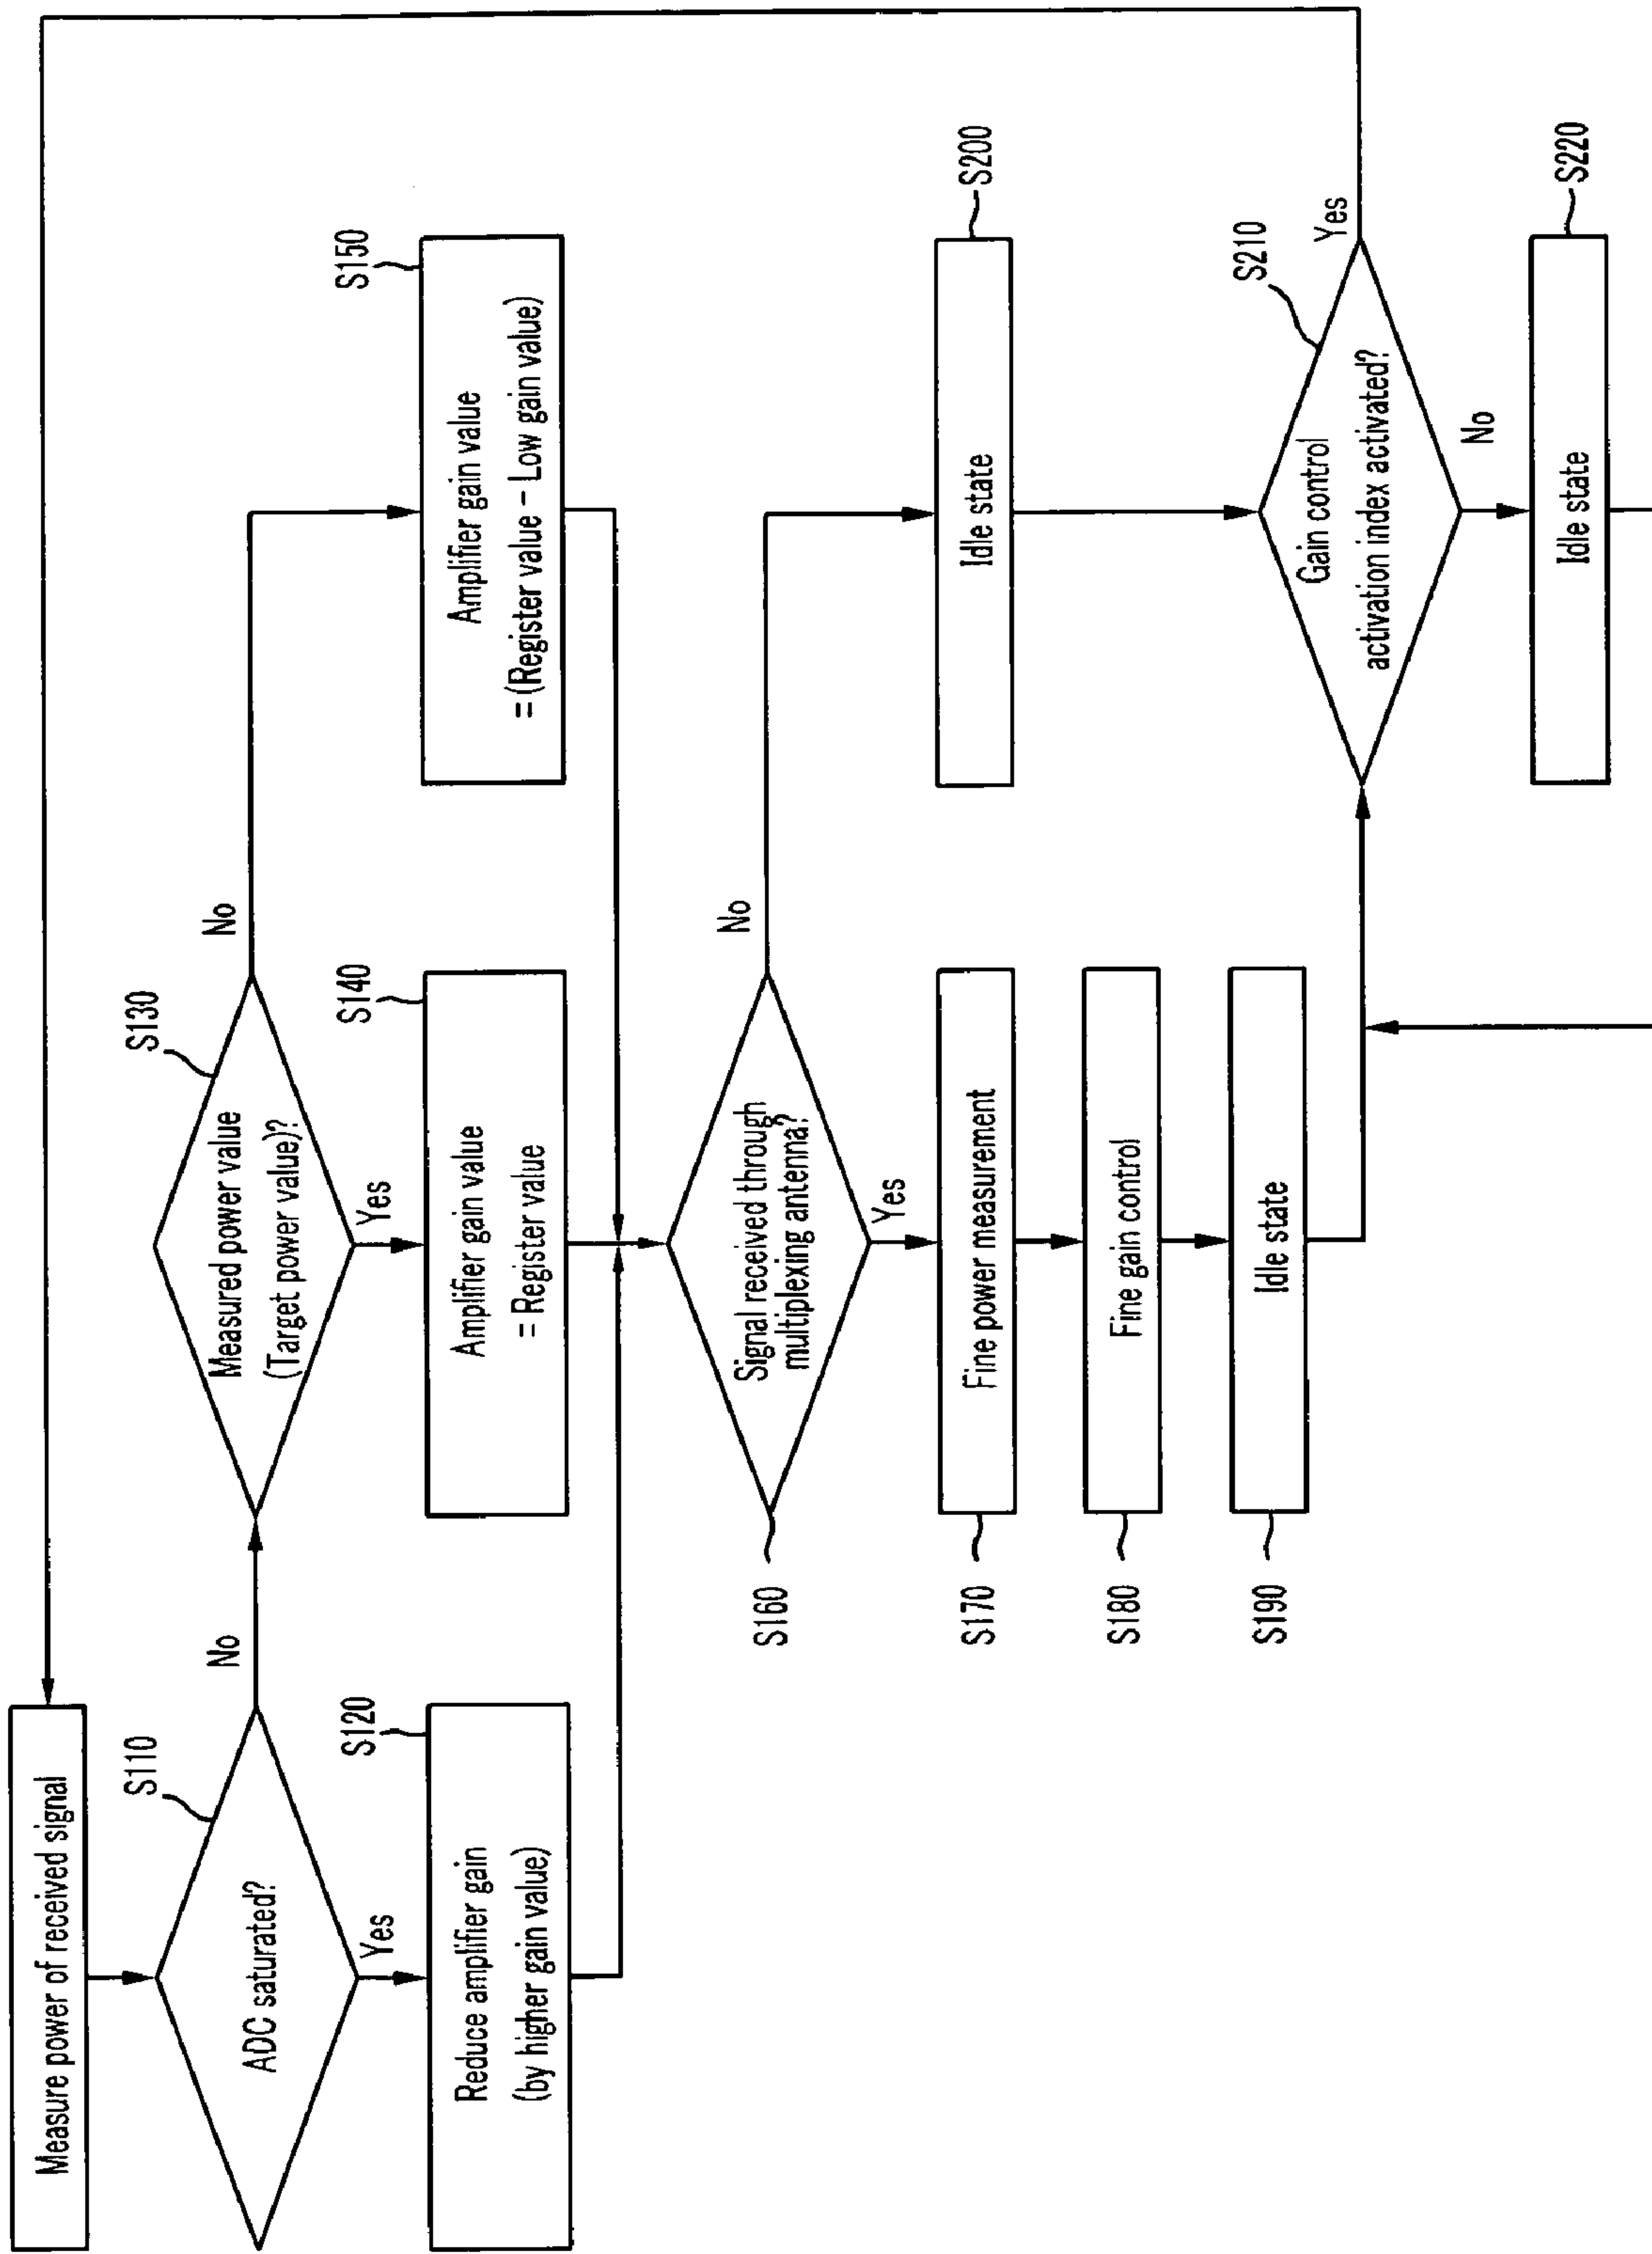 Measure power of received signal
S110
ADC saturated?
No
Yes
S120
Reduce amplifier gain
(by higher gain value)
S130
Measured power value
(Target power value)?
No
Yes
S140
Amplifier gain value
= Register value
S150
Amplifier gain value
= (Register value - Low gain value)
S160
Signal received through
multiplexing antenna?
No
Yes
S170
Fine power measurement
S180
Fine gain control
S190
Idle state
S200
Idle state
S210
Gain control
activation index activated?
Yes
No
S220
Idle state